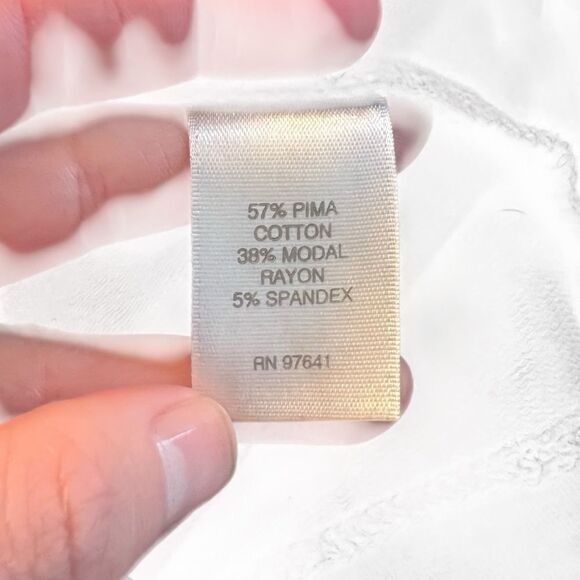 57% PIMA
COTTON
38% MODAL
RAYON
5% SPANDEX
RN 97641